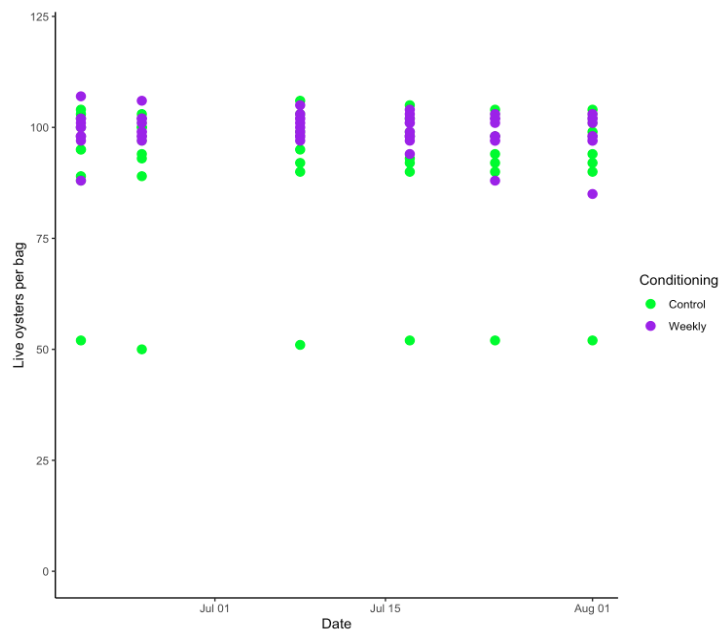 125
100
75
50
25
0
Live oysters per bag
Jul 01
Jul 15
Aug 01
Date
Conditioning
Control
Weekly